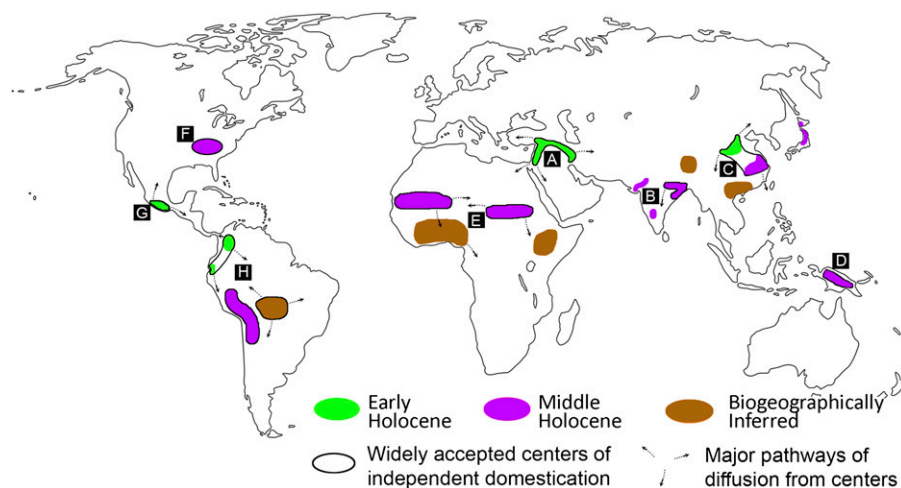 F
A
C
B
G
E
D
H
Early
Holocene
Middle
Holocene
Biogeographically
Inferred
Widely accepted centers of
independent domestication
Major pathways of
diffusion from centers